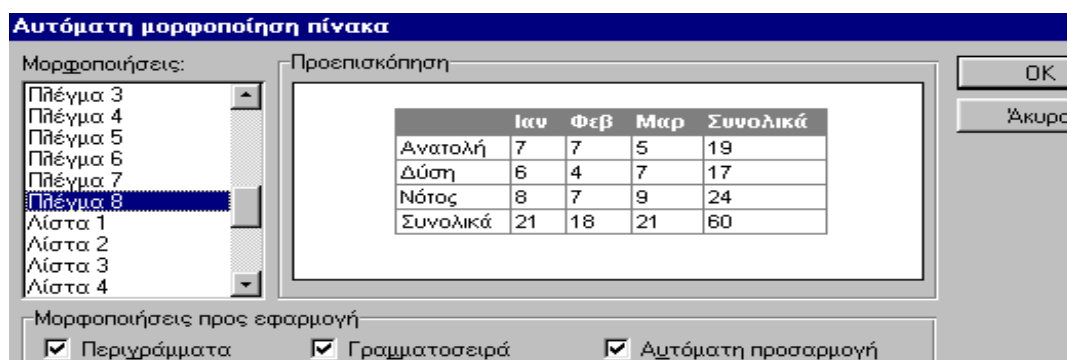 Αυτόματη μορφοποίηση πίνακα
Μορφοποιήσεις:
Πλέγμα 3
Πλέγμα 4
Πλέγμα 5
Πλέγμα 6
Πλέγμα 7
Πλέγμα 8
Λίστα 1
Λίστα 2
Λίστα 3
Λίστα 4
Προεπισκόπηση
Ιαν Φεβ Μαρ Συνολικά
Ανατολή 7 7 5 19
Δύση 6 4 7 17
Νότος 8 7 9 24
Συνολικά 21 18 21 60
OK
Άκυρο
Μορφοποιήσεις προς εφαρμογή
Περιγράμματα Γραμματοσειρά Αυτόματη προσαρμογή